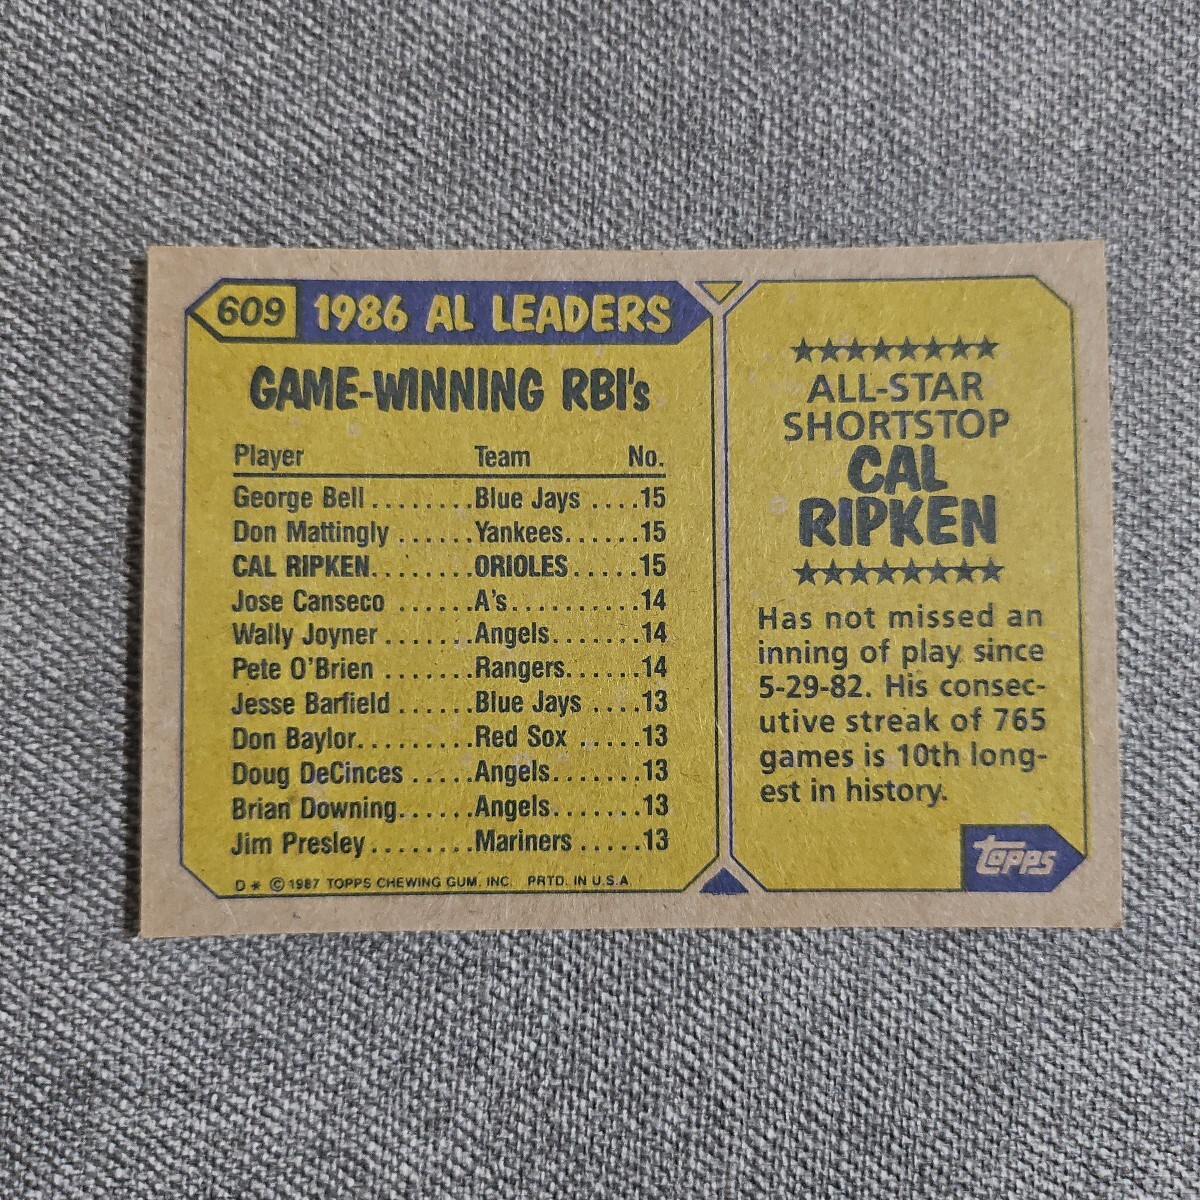 609 1986 AL LEADERS
GAME-WINNING RBI's
Player Team No.
George Bell ........ Blue Jays ....15
Don Mattingly ...... Yankees......15
CAL RIPKEN........ORIOLES.....15
Jose Canseco ......A's..........14
Wally Joyner .......Angels.......14
Pete O'Brien .......Rangers......14
Jesse Barfield ......Blue Jays ....13
Don Baylor.........Red Sox .....13
Doug DeCinces .....Angels.......13
Brian Downing......Angels.......13
Jim Presley ........Mariners .....13
D * © 1987 TOPPS CHEWING GUM, INC. PRTD. IN U.S.A.
★★★★★★★★
ALL-STAR
SHORTSTOP
CAL
RIPKEN
★★★★★★★★
Has not missed an
inning of play since
5-29-82. His consec-
utive streak of 765
games is 10th long-
est in history.
topps